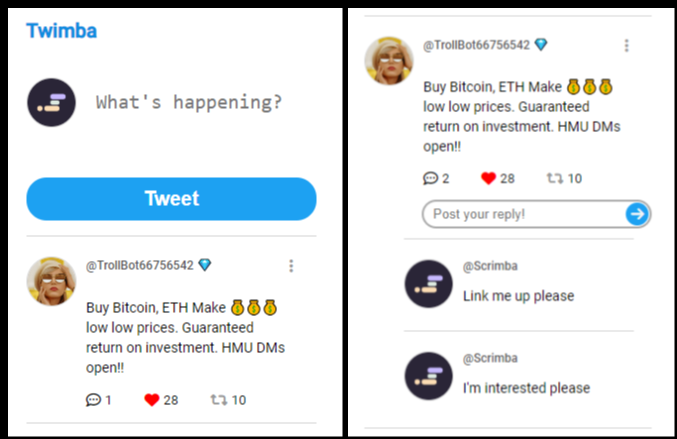 Twimba
What's happening?
Tweet
@TrollBot66756542 💎
Buy Bitcoin, ETH Make 💰💰💰
low low prices. Guaranteed
return on investment. HMU DMs
open!!
1 28 10
@TrollBot66756542 💎
Buy Bitcoin, ETH Make 💰💰💰
low low prices. Guaranteed
return on investment. HMU DMs
open!!
2 28 10
Post your reply!
@Scrimba
Link me up please
@Scrimba
I'm interested please